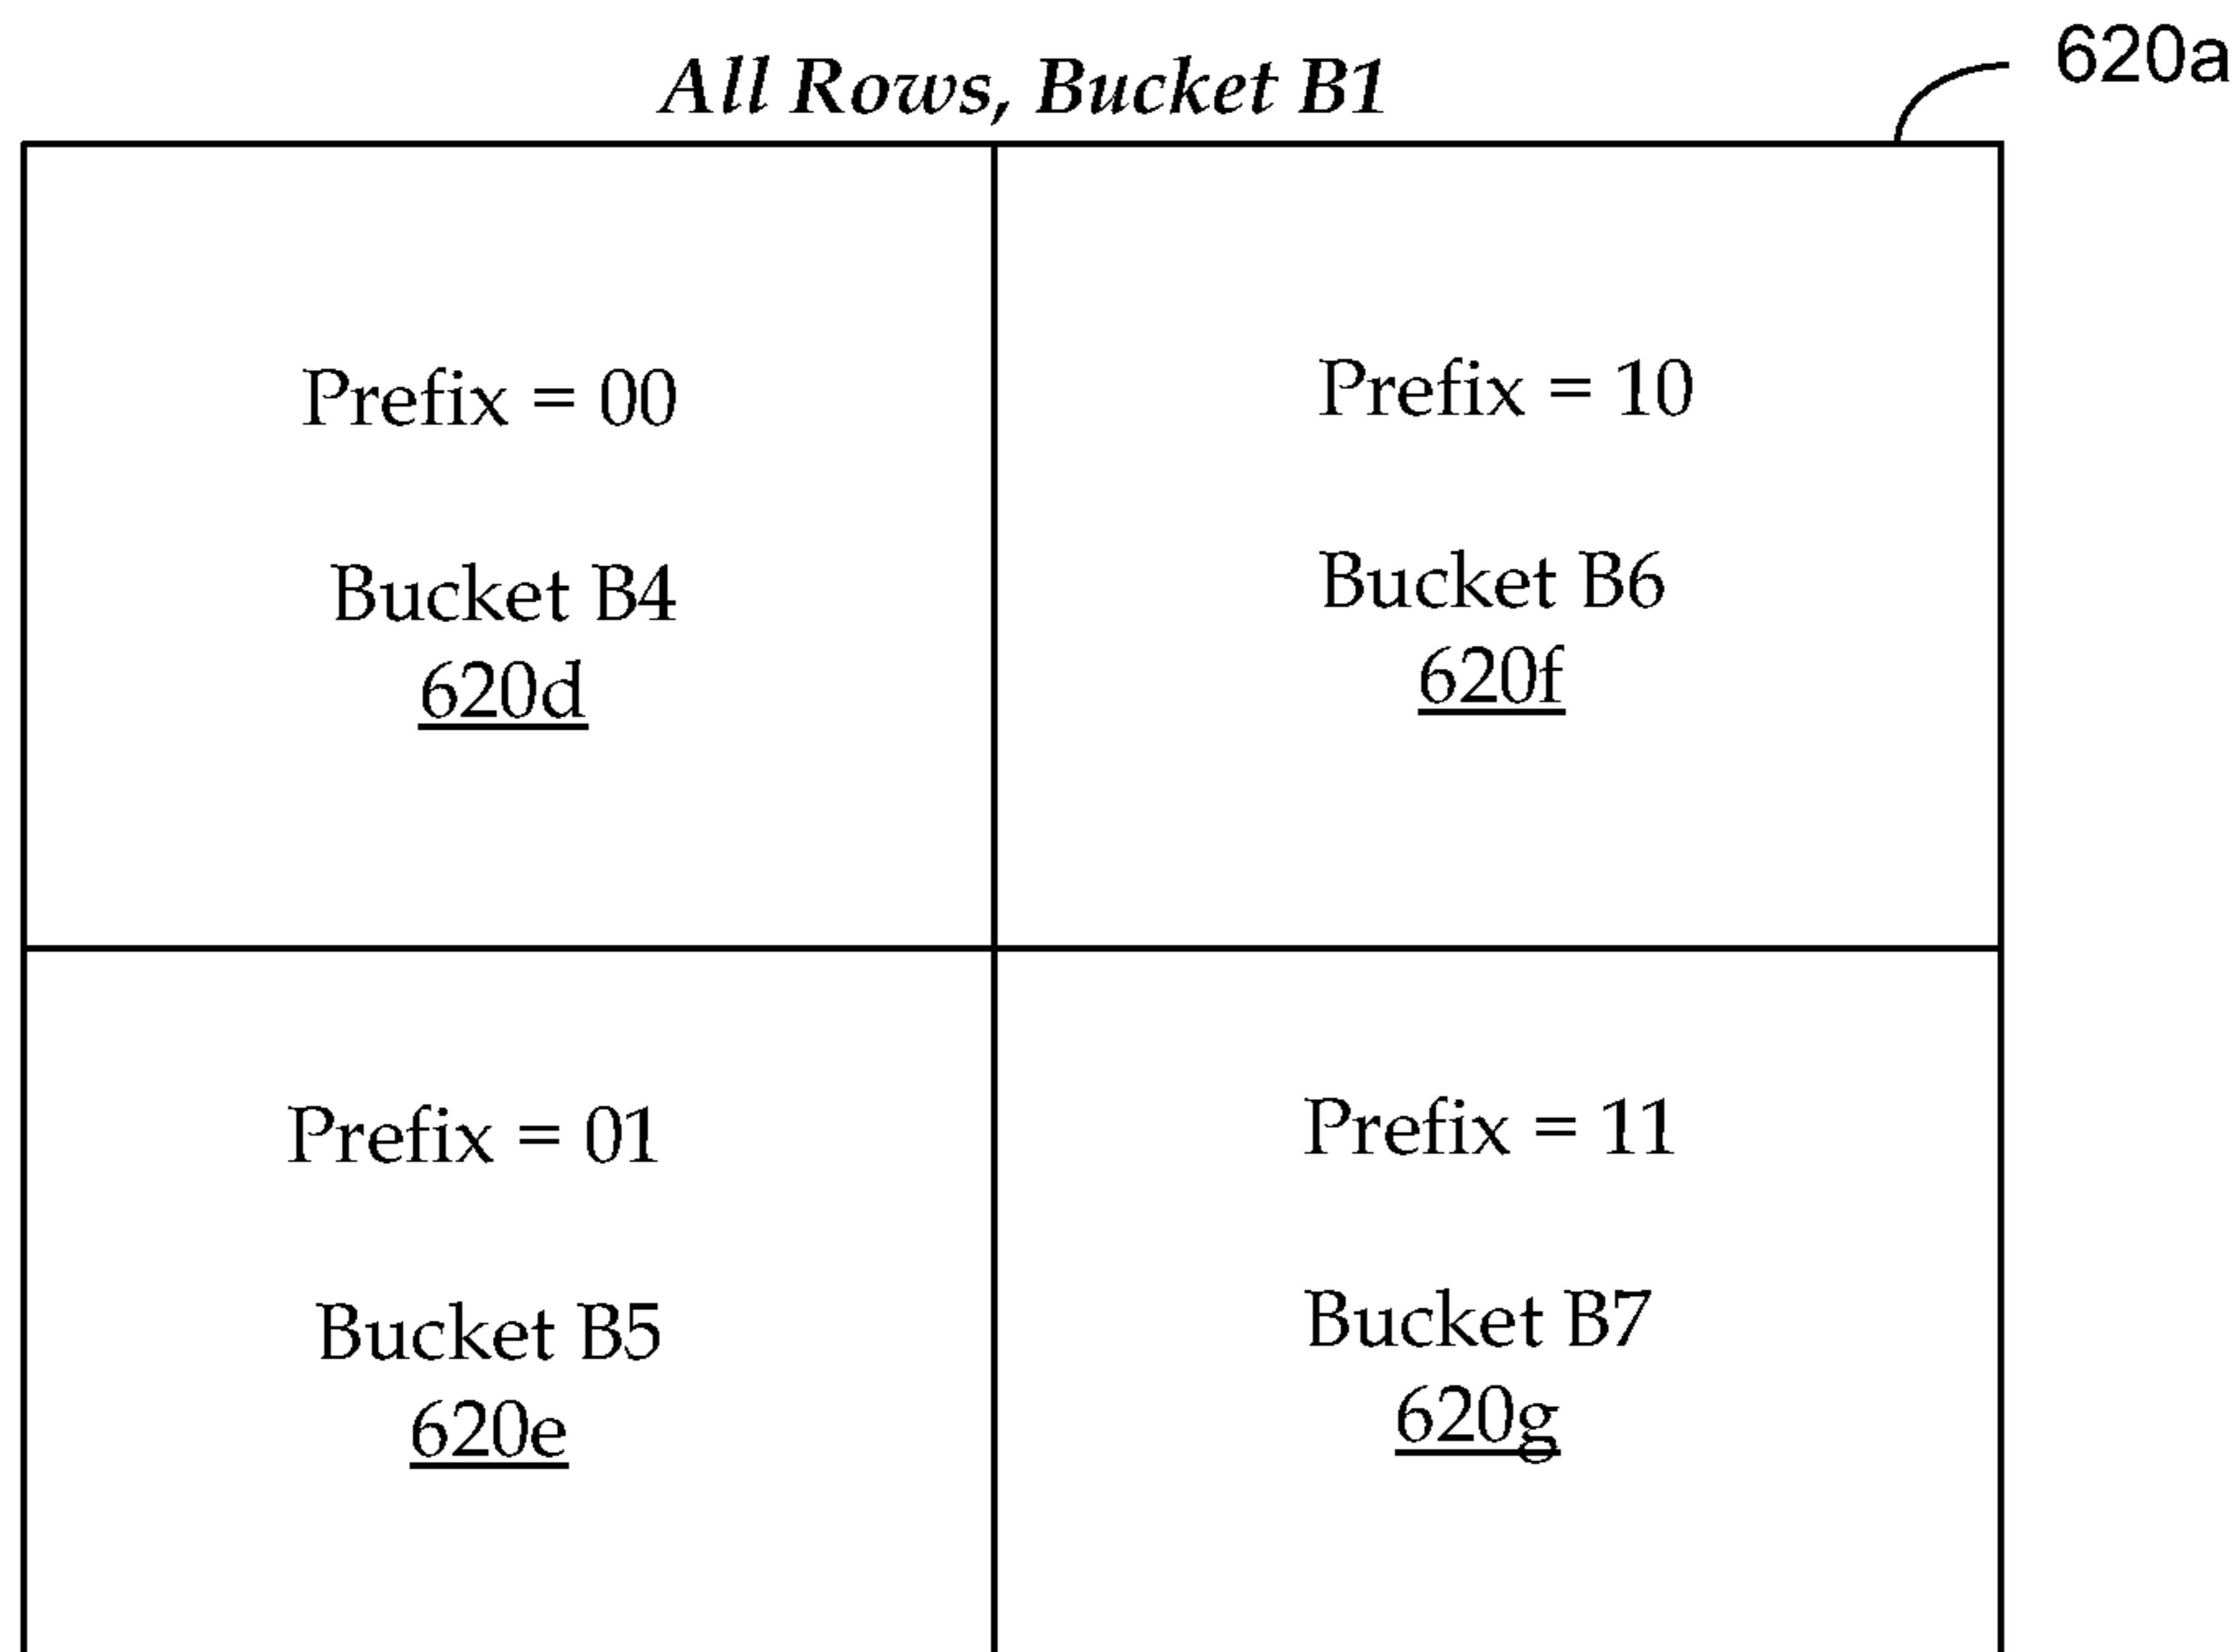 620a
All Rows, Bucket B1
Prefix = 00
Bucket B4
620d
Prefix = 10
Bucket B6
620f
Prefix = 01
Bucket B5
620e
Prefix = 11
Bucket B7
620g